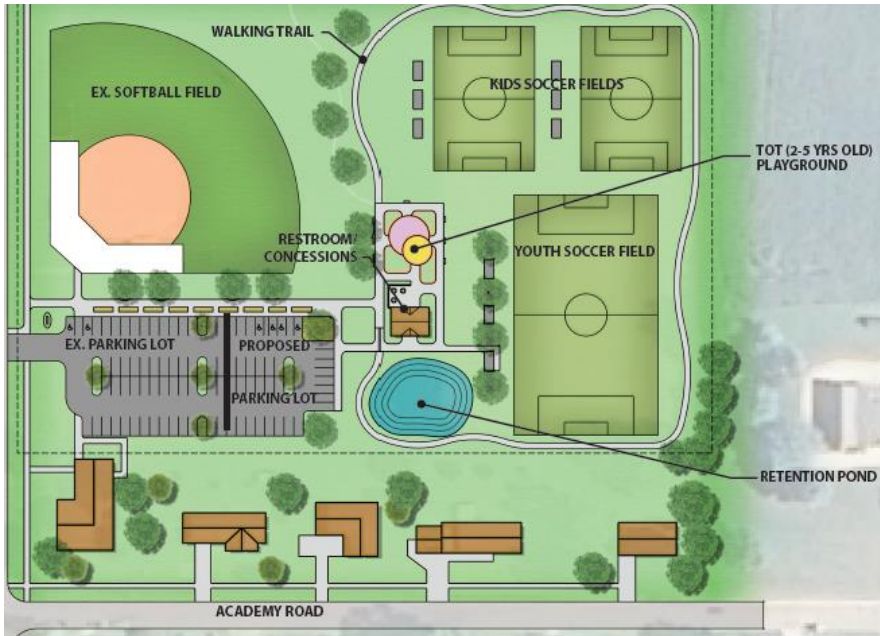 WALKING TRAIL
EX. SOFTBALL FIELD
KIDS SOCCER FIELDS
TOT (2-5 YRS OLD)
PLAYGROUND
RESTROOM/
CONCESSIONS
YOUTH SOCCER FIELD
EX. PARKING LOT
PROPOSED
PARKING LOT
RETENTION POND
ACADEMY ROAD